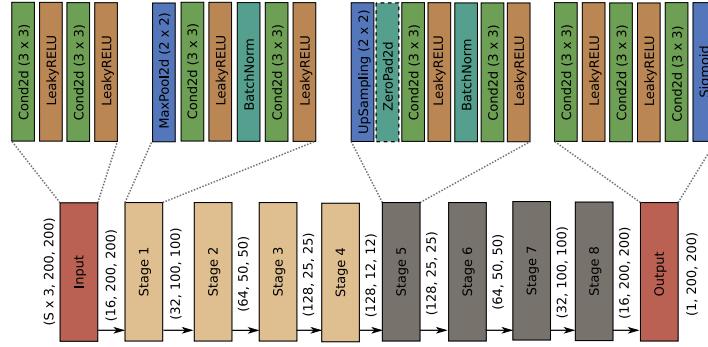 Cond2d (3 x 3)
LeakyRELU
Cond2d (3 x 3)
LeakyRELU
MaxPool2d (2 x 2)
Cond2d (3 x 3)
LeakyRELU
BatchNorm
Cond2d (3 x 3)
LeakyRELU
UpSampling (2 x 2)
ZeroPad2d
Cond2d (3 x 3)
LeakyRELU
BatchNorm
Cond2d (3 x 3)
LeakyRELU
Cond2d (3 x 3)
Cond2d (3 x 3)
LeakyRELU
LeakyRELU
Cond2d (3 x 3)
Sigmoid
(S x 3, 200, 200)
Input
(16, 200, 200)
Stage 1
(32, 100, 100)
Stage 2
(64, 50, 50)
Stage 3
(128, 25, 25)
Stage 4
(128, 12, 12)
Stage 5
(128, 25, 25)
Stage 6
(64, 50, 50)
Stage 7
(32, 100, 100)
Stage 8
(16, 200, 200)
Output
(1, 200, 200)